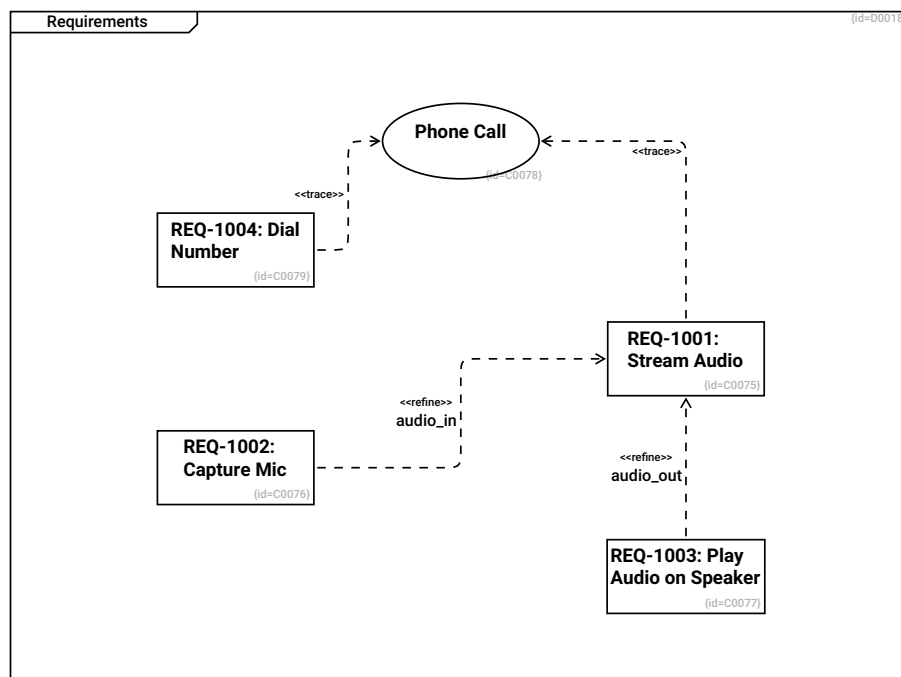 Requirements
{id=D0018
Phone Call
{id=C0078}
<<trace>>
<<trace>>
REQ-1004: Dial
Number
{id=C0079}
REQ-1001:
Stream Audio
{id=C0075}
<<refine>>
audio_in
REQ-1002:
Capture Mic
{id=C0076}
<<refine>>
audio_out
REQ-1003: Play
Audio on Speaker
{id=C0077}